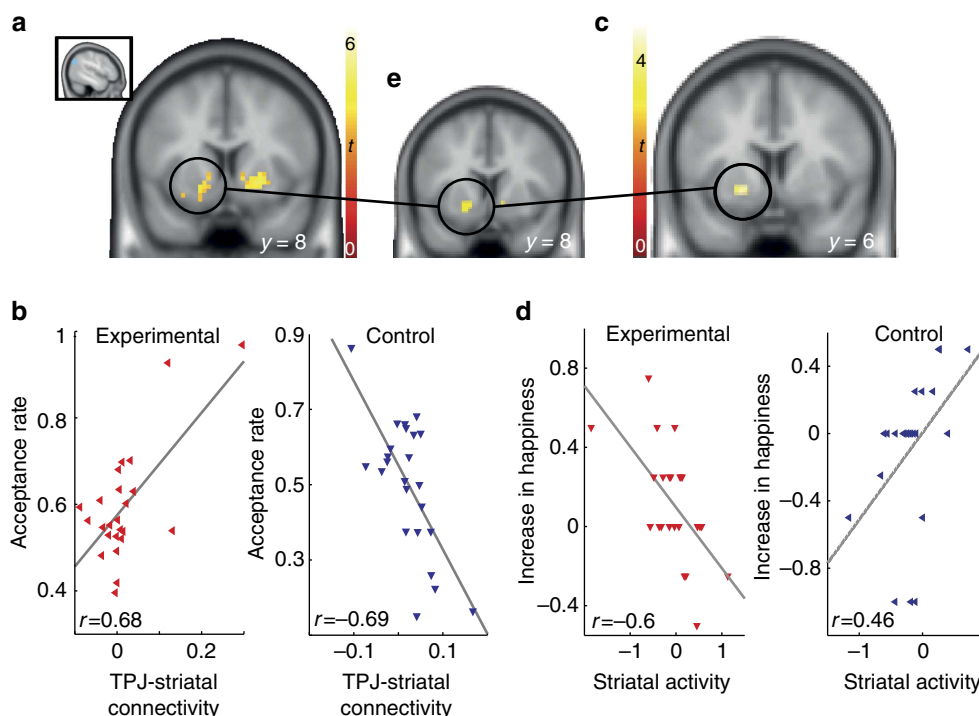 a
6
t
0
y = 8
e
y = 8
c
4
t
0
y = 6
b
Experimental
Acceptance rate
1
0.8
0.6
0.4
r=0.68
0
0.2
TPJ-striatal
connectivity
Control
Acceptance rate
0.9
0.7
0.5
0.3
r=–0.69
–0.1
0.1
TPJ-striatal
connectivity
d
Experimental
Increase in happiness
0.8
0.4
0
–0.4
r=–0.6
–1
0
1
Striatal activity
Control
Increase in happiness
0.4
0
–0.4
–0.8
r=0.46
–1
0
Striatal activity